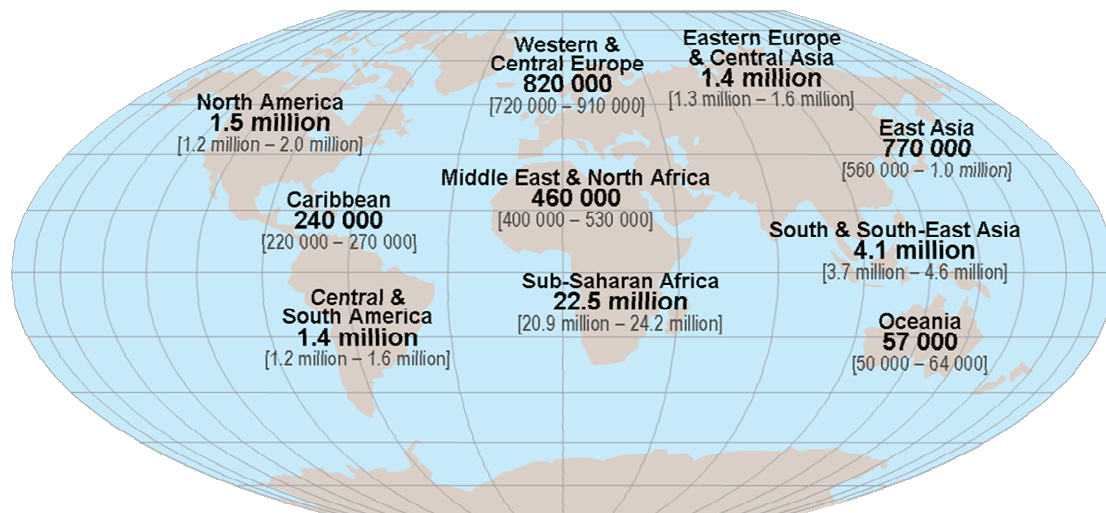 Western &
Central Europe
820 000
[720 000 – 910 000]
Eastern Europe
& Central Asia
1.4 million
[1.3 million – 1.6 million]
North America
1.5 million
[1.2 million – 2.0 million]
East Asia
770 000
[560 000 – 1.0 million]
Middle East & North Africa
460 000
[400 000 – 530 000]
Caribbean
240 000
[220 000 – 270 000]
South & South-East Asia
4.1 million
[3.7 million – 4.6 million]
Sub-Saharan Africa
22.5 million
[20.9 million – 24.2 million]
Central &
South America
1.4 million
[1.2 million – 1.6 million]
Oceania
57 000
[50 000 – 64 000]